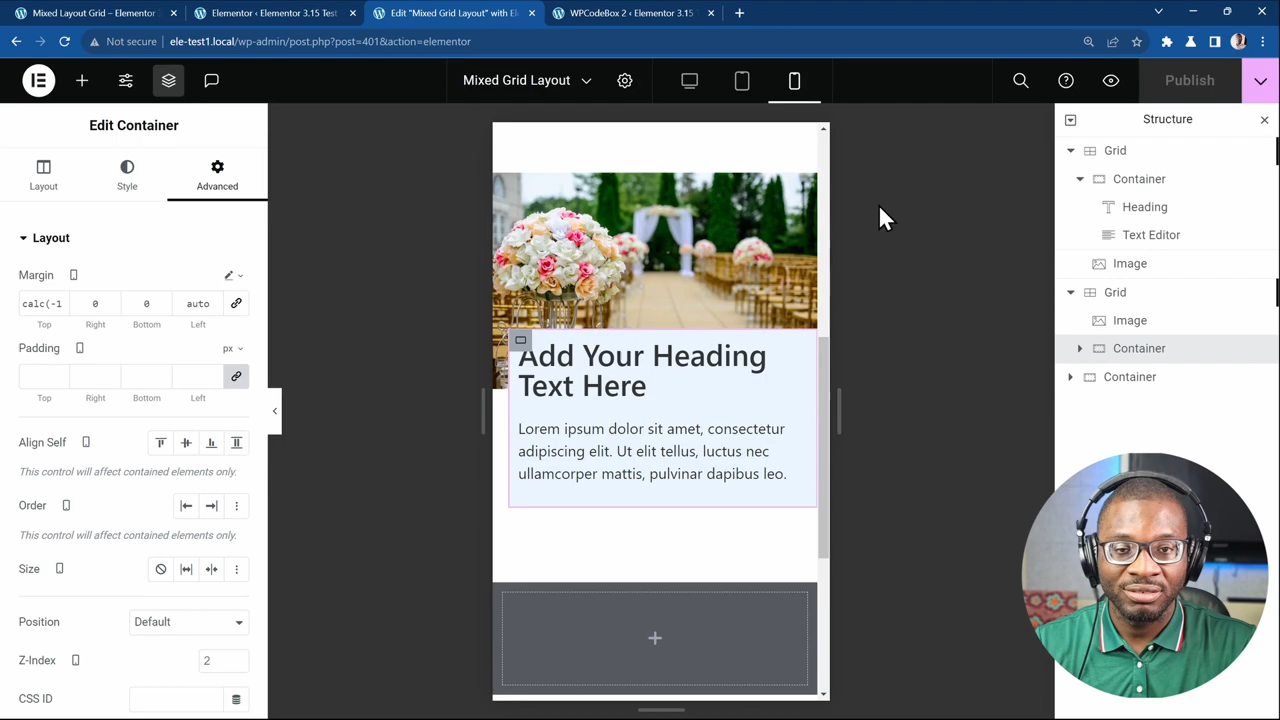 Mixed Grid Layout – Container –
Elementor ‹ Elementor 3.15 Test
Edit "Mixed Grid Layout" with El
WPCodeBox 2 ‹ Elementor 3.15 T
Not secure
ele-test1.local/wp-admin/post.php?post=401&action=elementor
Mixed Grid Layout
Publish
Edit Container
Layout
Style
Advanced
Layout
Margin
calc(-1
0
0
auto
Top
Right
Bottom
Left
Padding
px
Top
Right
Bottom
Left
Align Self
This control will affect contained elements only.
Order
This control will affect contained elements only.
Size
Position
Default
Z-Index
2
CSS ID
Add Your Heading
Text Here
Lorem ipsum dolor sit amet, consectetur
adipiscing elit. Ut elit tellus, luctus nec
ullamcorper mattis, pulvinar dapibus leo.
Structure
Grid
Container
Heading
Text Editor
Image
Grid
Image
Container
Container